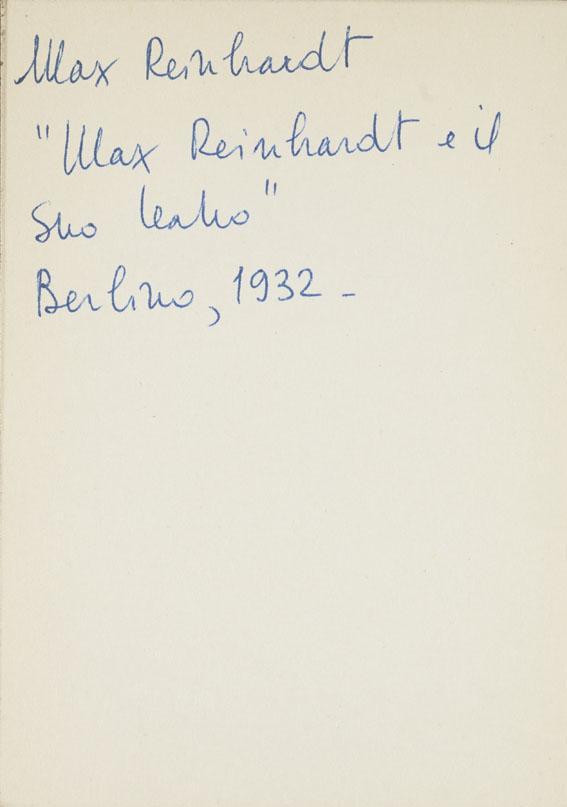 Max Reinhardt
"Max Reinhardt e il
suo teatro"
Berlino, 1932 -